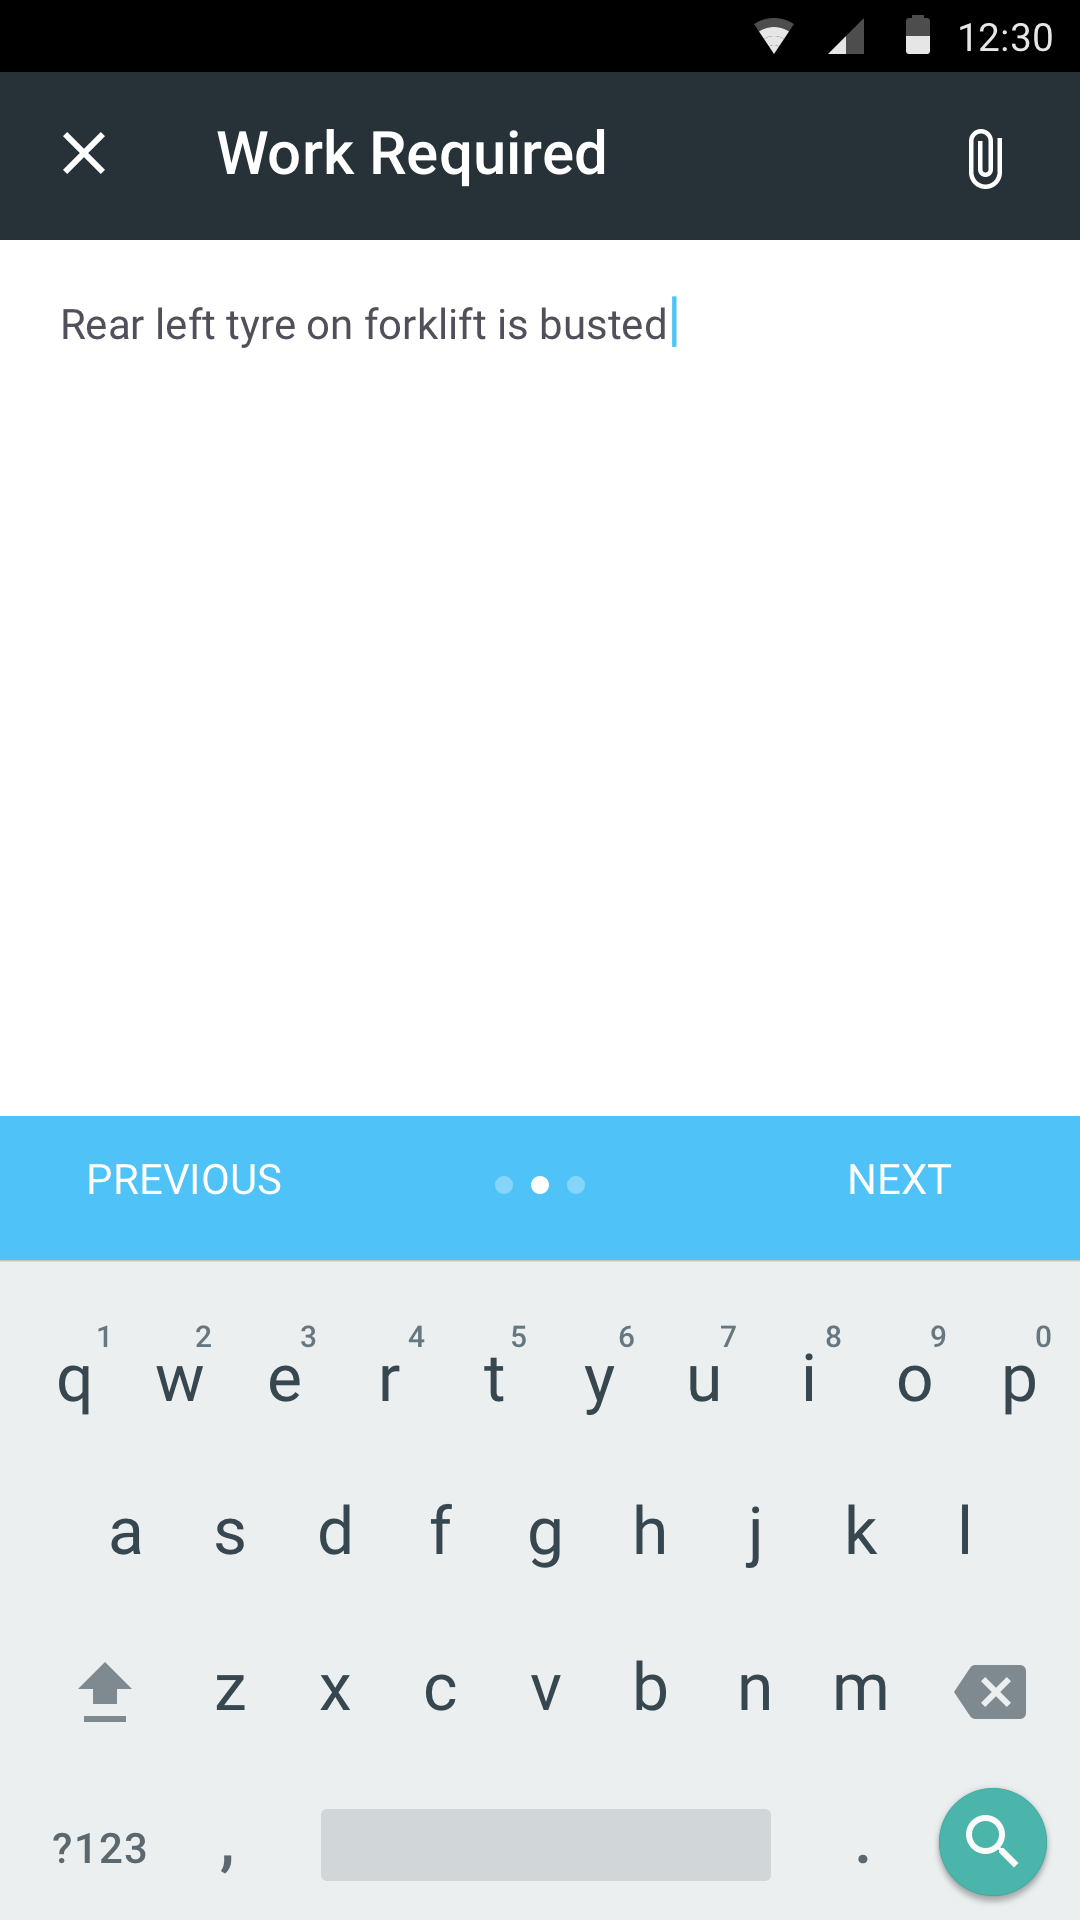 12:30
Work Required
Rear left tyre on forklift is busted
PREVIOUS NEXT
1 2 3 4 5 6 7 8 9 0
q w e r t y u i o p
a s d f g h j k l
z x c v b n m
?123 , .